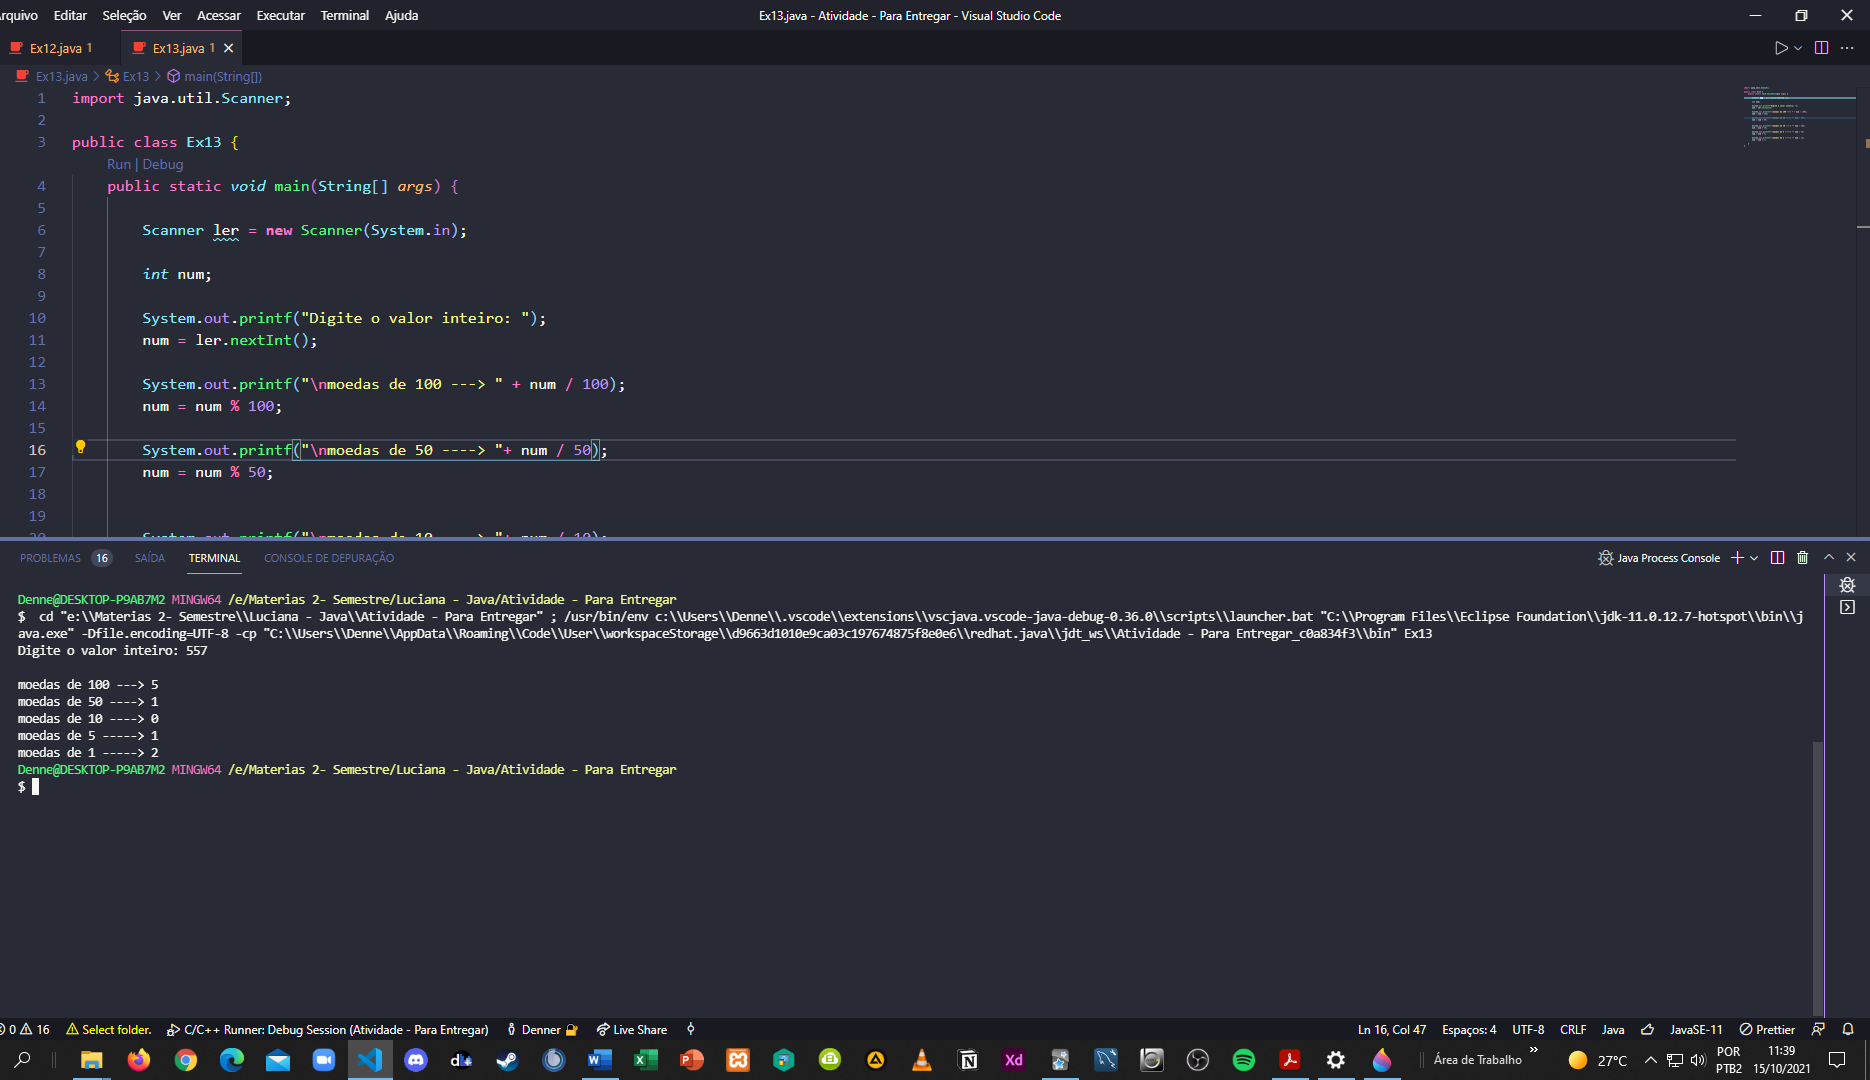 Arquivo Editar Seleção Ver Acessar Executar Terminal Ajuda
Ex13.java - Atividade - Para Entregar - Visual Studio Code
Ex12.java 1
Ex13.java 1
Ex13.java > Ex13 > main(String[])
1 import java.util.Scanner;
2
3 public class Ex13 {
Run | Debug
4 public static void main(String[] args) {
5
6 Scanner ler = new Scanner(System.in);
7
8 int num;
9
10 System.out.printf("Digite o valor inteiro: ");
11 num = ler.nextInt();
12
13 System.out.printf("\nmoedas de 100 ---> " + num / 100);
14 num = num % 100;
15
16 System.out.printf("\nmoedas de 50 ----> "+ num / 50);
17 num = num % 50;
18
19
20 System.out.printf("\nmoedas de 10 ----> "+ num / 10);
PROBLEMAS 16 SAÍDA TERMINAL CONSOLE DE DEPURAÇÃO
Java Process Console
Denne@DESKTOP-P9AB7M2 MINGW64 /e/Materias 2- Semestre/Luciana - Java/Atividade - Para Entregar
$ cd "e:\\Materias 2- Semestre\\Luciana - Java\\Atividade - Para Entregar" ; /usr/bin/env c:\\Users\\Denne\\.vscode\\extensions\\vscjava.vscode-java-debug-0.36.0\\scripts\\launcher.bat "C:\\Program Files\\Eclipse Foundation\\jdk-11.0.12.7-hotspot\\bin\\j
ava.exe" -Dfile.encoding=UTF-8 -cp "C:\\Users\\Denne\\AppData\\Roaming\\Code\\User\\workspaceStorage\\d9663d1010e9ca03c197674875f8e0e6\\redhat.java\\jdt_ws\\Atividade - Para Entregar_c0a834f3\\bin" Ex13
Digite o valor inteiro: 557
moedas de 100 ---> 5
moedas de 50 ----> 1
moedas de 10 ----> 0
moedas de 5 -----> 1
moedas de 1 -----> 2
Denne@DESKTOP-P9AB7M2 MINGW64 /e/Materias 2- Semestre/Luciana - Java/Atividade - Para Entregar
$
0 16 Select folder. C/C++ Runner: Debug Session (Atividade - Para Entregar) Denner Live Share
Ln 16, Col 47 Espaços: 4 UTF-8 CRLF Java JavaSE-11 Prettier
Área de Trabalho
27°C
POR
PTB2
11:39
15/10/2021